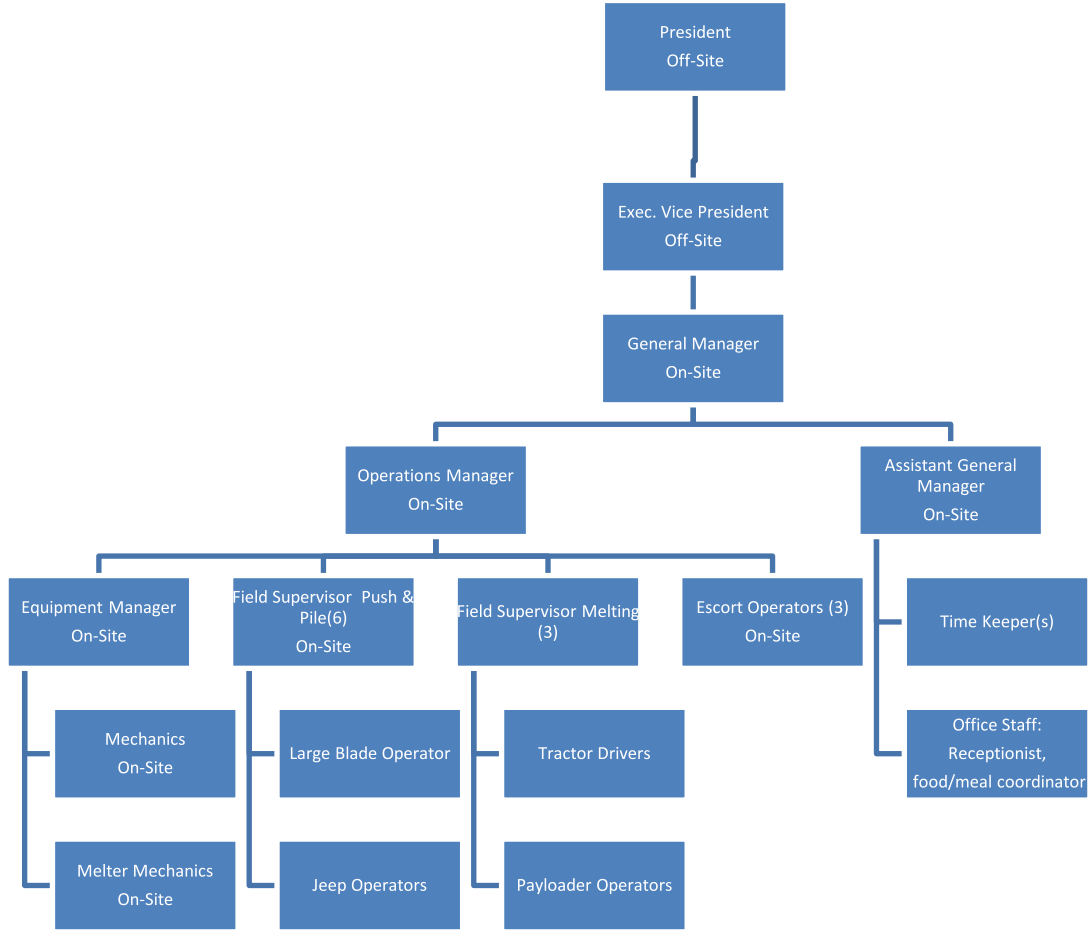 President
Off-Site
Exec. Vice President
Off-Site
General Manager
On-Site
Operations Manager
On-Site
Assistant General
Manager
On-Site
Equipment Manager
On-Site
Field Supervisor Push &
Pile(6)
On-Site
Field Supervisor Melting
(3)
Escort Operators (3)
On-Site
Time Keeper(s)
Mechanics
On-Site
Large Blade Operator
Tractor Drivers
Office Staff:
Receptionist,
food/meal coordinator
Melter Mechanics
On-Site
Jeep Operators
Payloader Operators